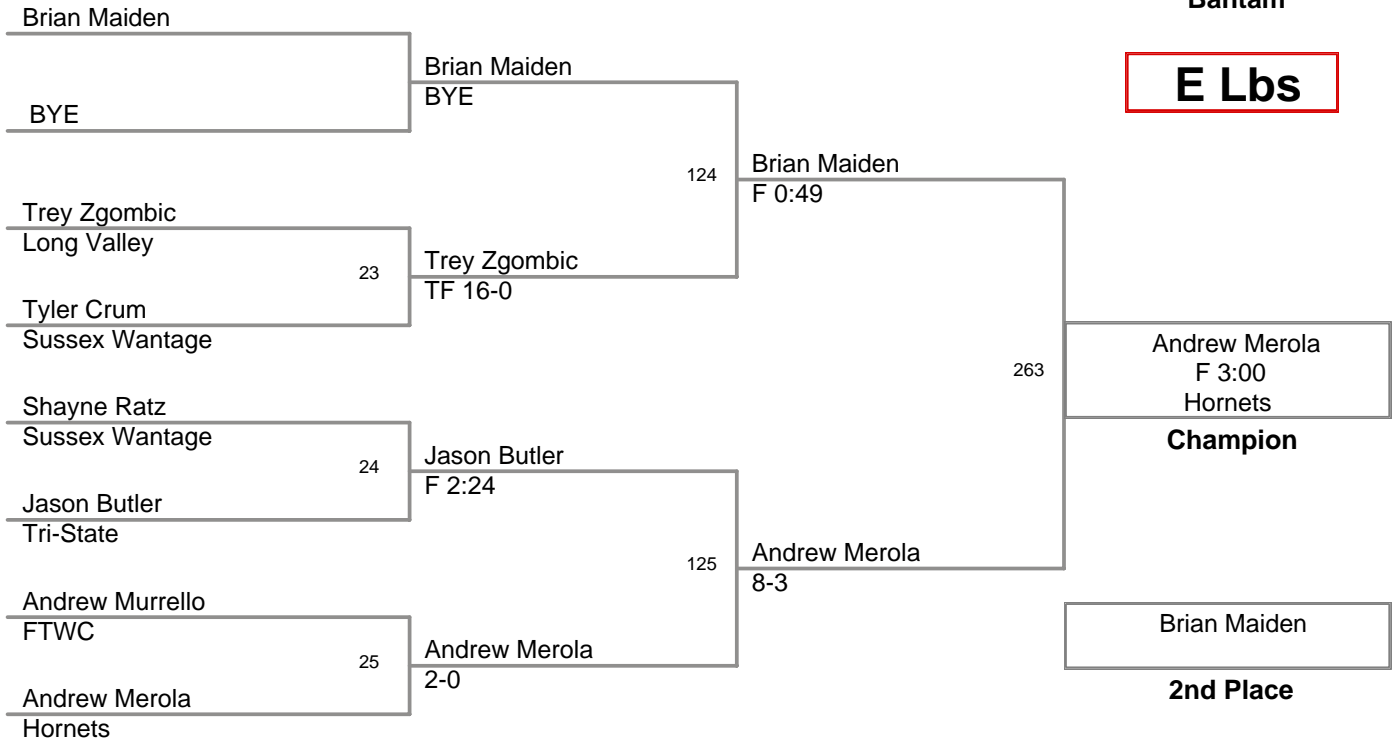 Bantam
E Lbs
Brian Maiden
BYE
Trey Zgombic
Long Valley
23
Tyler Crum
Sussex Wantage
Shayne Ratz
Sussex Wantage
24
Jason Butler
Tri-State
Andrew Murrello
FTWC
25
Andrew Merola
Hornets
Brian Maiden
BYE
124
Trey Zgombic
TF 16-0
Jason Butler
F 2:24
125
Andrew Merola
2-0
Brian Maiden
F 0:49
263
Andrew Merola
8-3
Andrew Merola
F 3:00
Hornets
Champion
Brian Maiden
2nd Place